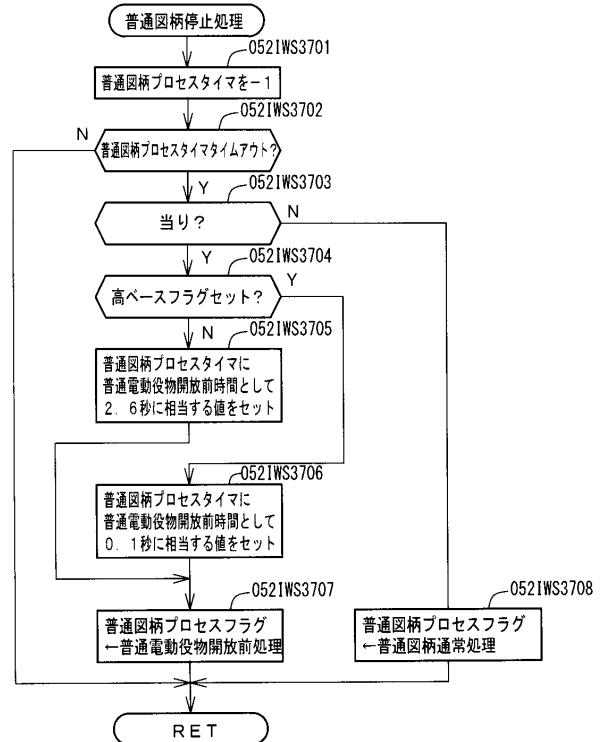 普通図柄停止処理
052IWS3701
普通図柄プロセスタイマを－１
052IWS3702
N
普通図柄プロセスタイマタイムアウト？
Y
052IWS3703
当り？
N
Y
052IWS3704
高ベースフラグセット？
Y
N
052IWS3705
普通図柄プロセスタイマに
普通電動役物開放前時間として
２．６秒に相当する値をセット
052IWS3706
普通図柄プロセスタイマに
普通電動役物開放前時間として
０．１秒に相当する値をセット
052IWS3707
普通図柄プロセスフラグ
←普通電動役物開放前処理
052IWS3708
普通図柄プロセスフラグ
←普通図柄通常処理
ＲＥＴ